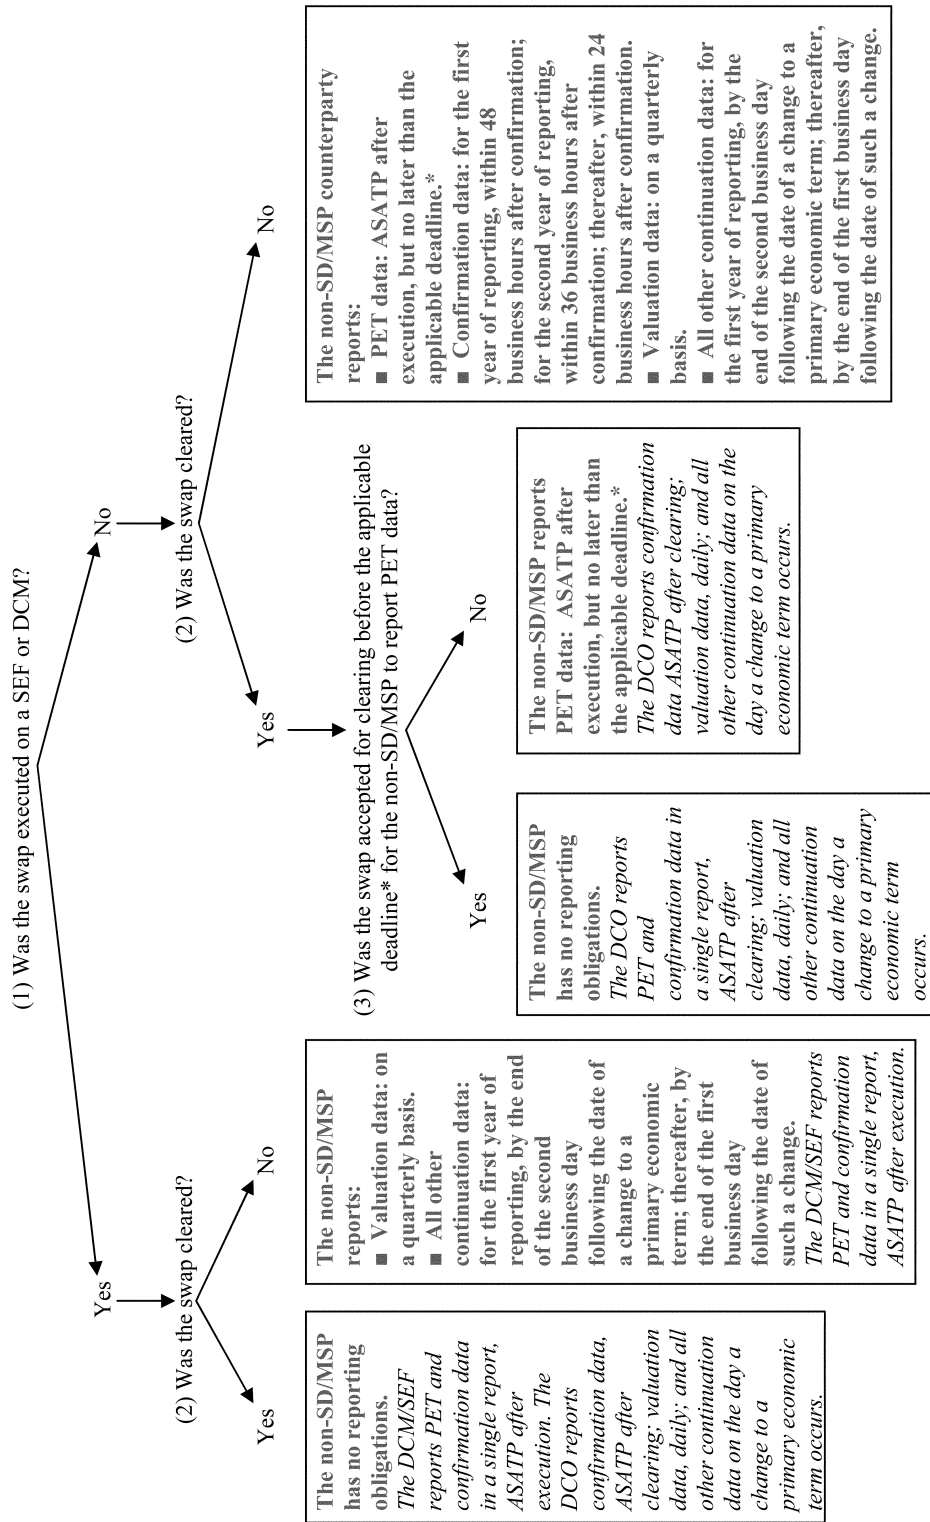 (1) Was the swap executed on a SEF or DCM?
Yes
No
(2) Was the swap cleared?
Yes
No
The non-SD/MSP
has no reporting
obligations.
The DCM/SEF
reports PET and
confirmation data
in a single report,
ASATP after
execution. The
DCO reports
confirmation data,
ASATP after
clearing; valuation
data, daily; and all
other continuation
data on the day a
change to a
primary economic
term occurs.
The non-SD/MSP
reports:
■ Valuation data: on
a quarterly basis.
■ All other
continuation data:
for the first year of
reporting, by the end
of the second
business day
following the date of
a change to a
primary economic
term; thereafter, by
the end of the first
business day
following the date of
such a change.
The DCM/SEF reports
PET and confirmation
data in a single report,
ASATP after execution.
(2) Was the swap cleared?
Yes
No
(3) Was the swap accepted for clearing before the applicable
deadline* for the non-SD/MSP to report PET data?
Yes
No
The non-SD/MSP
has no reporting
obligations.
The DCO reports
PET and
confirmation data in
a single report,
ASATP after
clearing; valuation
data, daily; and all
other continuation
data on the day a
change to a primary
economic term
occurs.
The non-SD/MSP reports
PET data: ASATP after
execution, but no later than
the applicable deadline.*
The DCO reports confirmation
data ASATP after clearing;
valuation data, daily; and all
other continuation data on the
day a change to a primary
economic term occurs.
The non-SD/MSP counterparty
reports:
■ PET data: ASATP after
execution, but no later than the
applicable deadline.*
■ Confirmation data: for the first
year of reporting, within 48
business hours after confirmation;
for the second year of reporting,
within 36 business hours after
confirmation; thereafter, within 24
business hours after confirmation.
■ Valuation data: on a quarterly
basis.
■ All other continuation data: for
the first year of reporting, by the
end of the second business day
following the date of a change to a
primary economic term; thereafter,
by the end of the first business day
following the date of such a change.